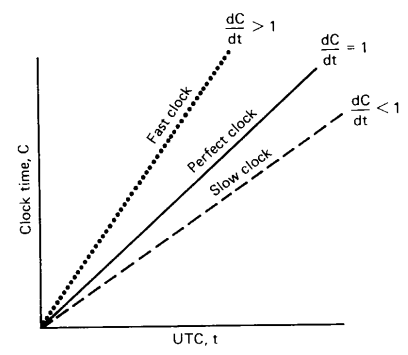 dC/dt > 1
dC/dt = 1
dC/dt < 1
Fast clock
Perfect clock
Slow clock
Clock time, C
UTC, t